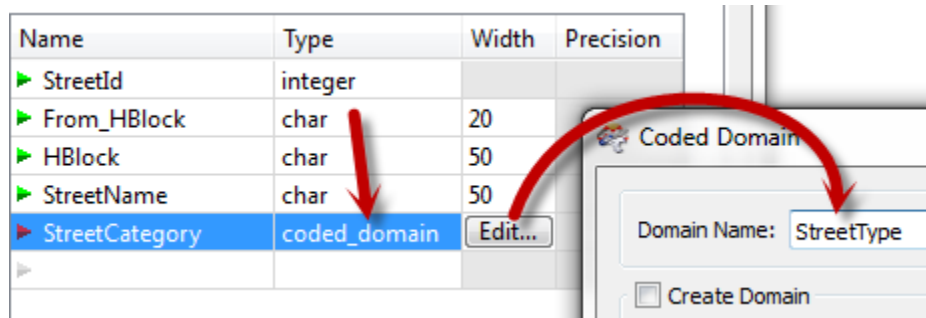 Name Type Width Precision
StreetId integer
From_HBlock char 20
HBlock char 50
StreetName char 50
StreetCategory coded_domain Edit...
Coded Domain
Domain Name: StreetType
Create Domain